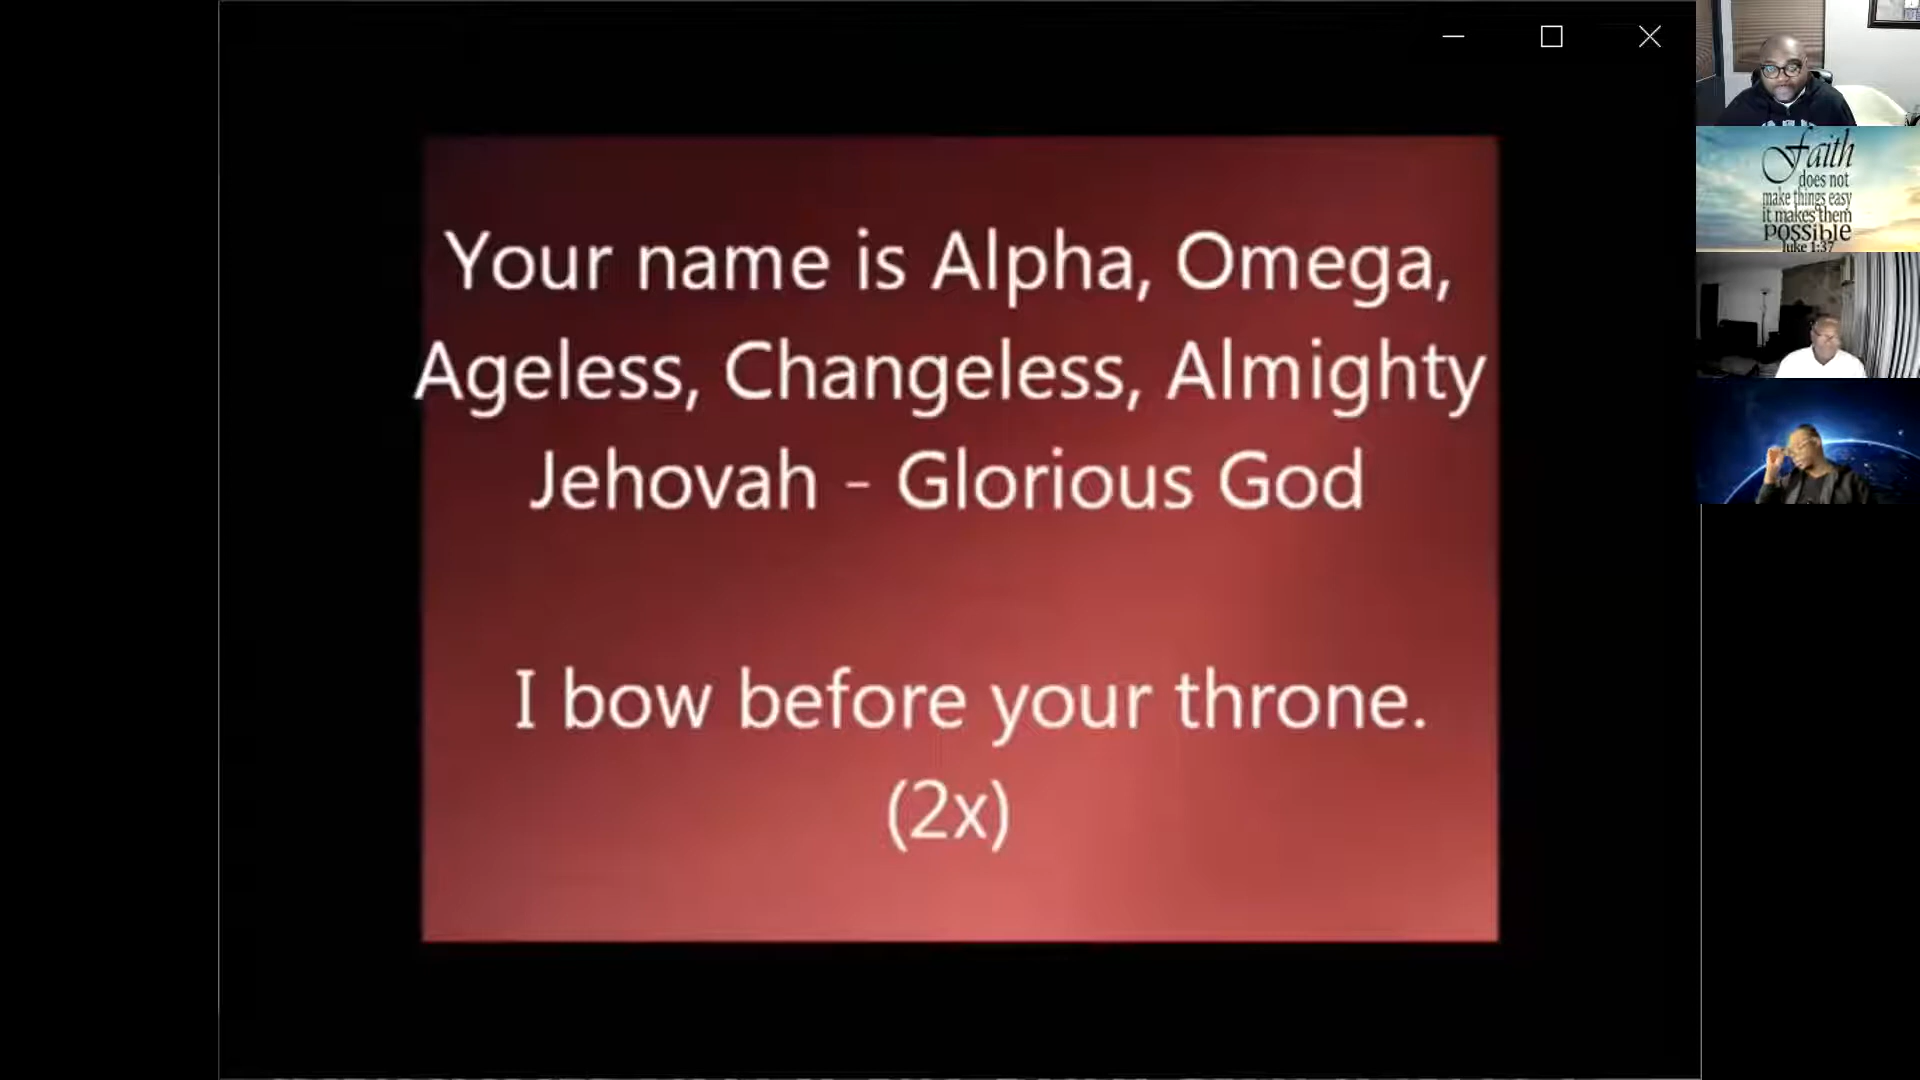 Your name is Alpha, Omega,
Ageless, Changeless, Almighty
Jehovah - Glorious God
I bow before your throne.
(2x)
Faith
does not
make things easy
it makes them
possible
luke 1:37